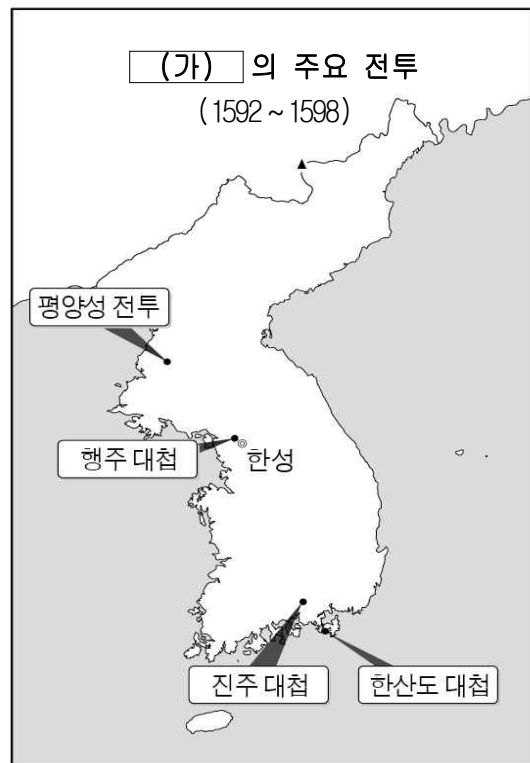 (가) 의 주요 전투
(1592 ~ 1598)
평양성 전투
행주 대첩
한성
진주 대첩
한산도 대첩